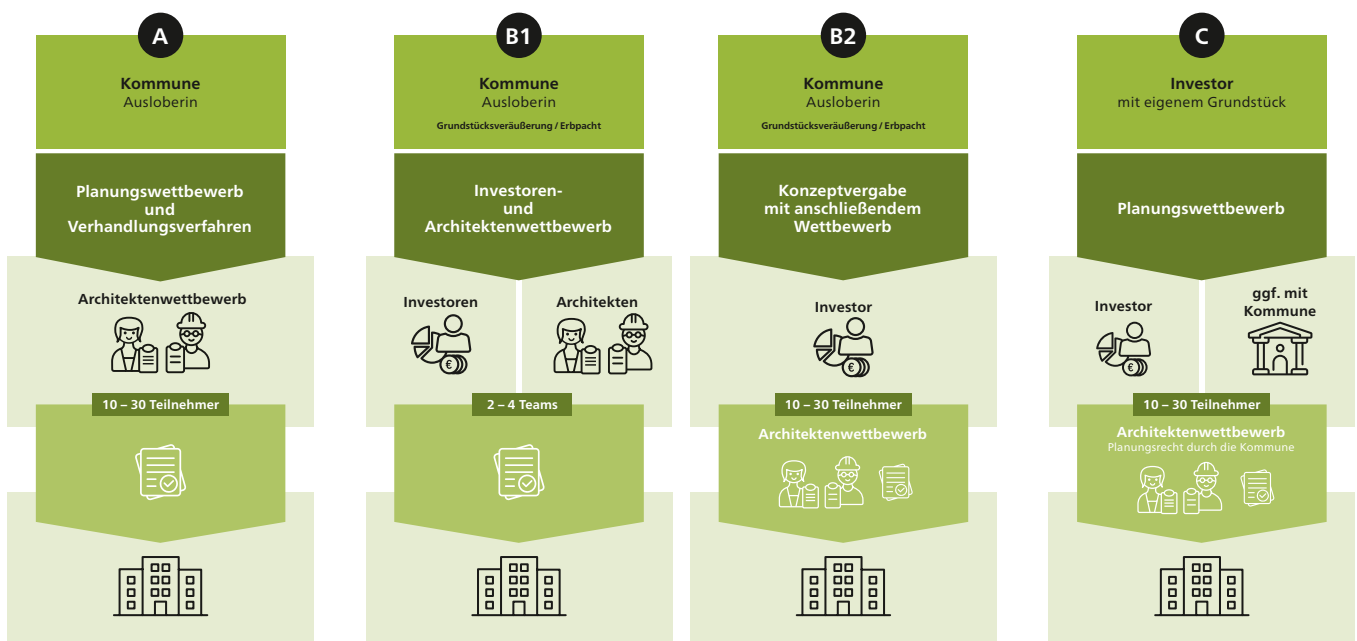 A
Kommune
Ausloberin
Planungswettbewerb
und
Verhandlungsverfahren
Architektenwettbewerb
10 – 30 Teilnehmer
B1
Kommune
Ausloberin
Grundstücksveräußerung / Erbpacht
Investoren-
und
Architektenwettbewerb
Investoren
Architekten
€
2 – 4 Teams
B2
Kommune
Ausloberin
Grundstücksveräußerung / Erbpacht
Konzeptvergabe
mit anschließendem
Wettbewerb
Investor
€
10 – 30 Teilnehmer
Architektenwettbewerb
C
Investor
mit eigenem Grundstück
Planungswettbewerb
Investor
€
ggf. mit
Kommune
10 – 30 Teilnehmer
Architektenwettbewerb
Planungsrecht durch die Kommune